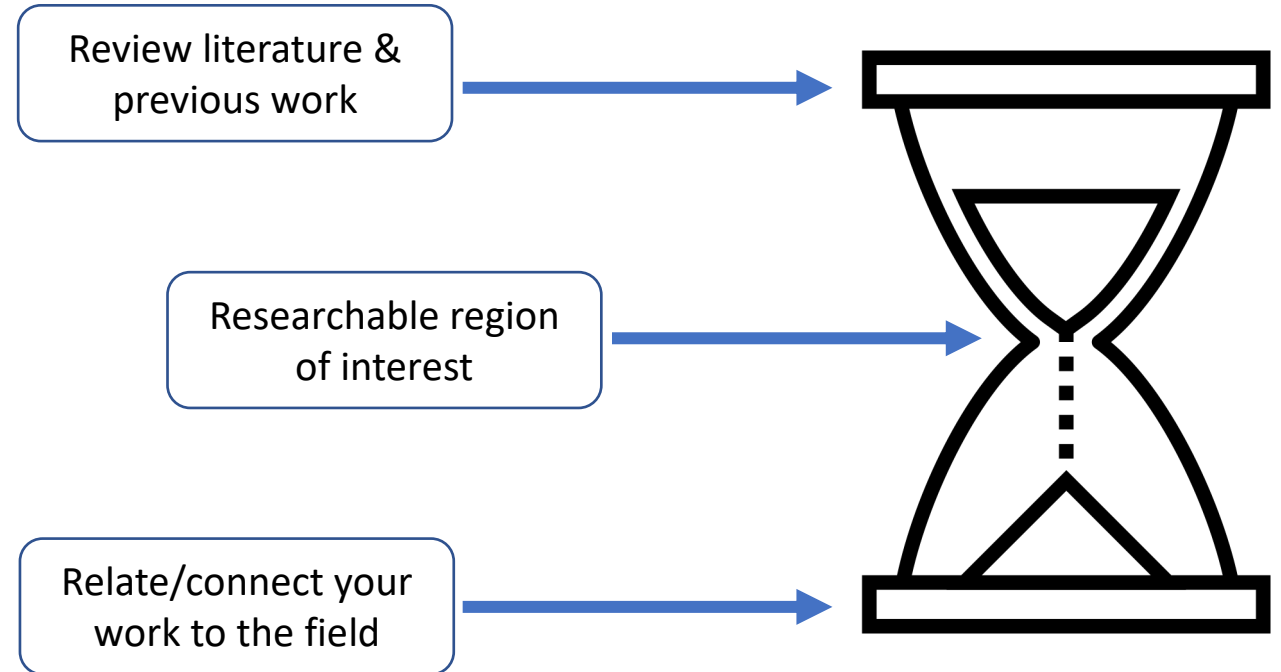 Review literature &
previous work
Researchable region
of interest
Relate/connect your
work to the field